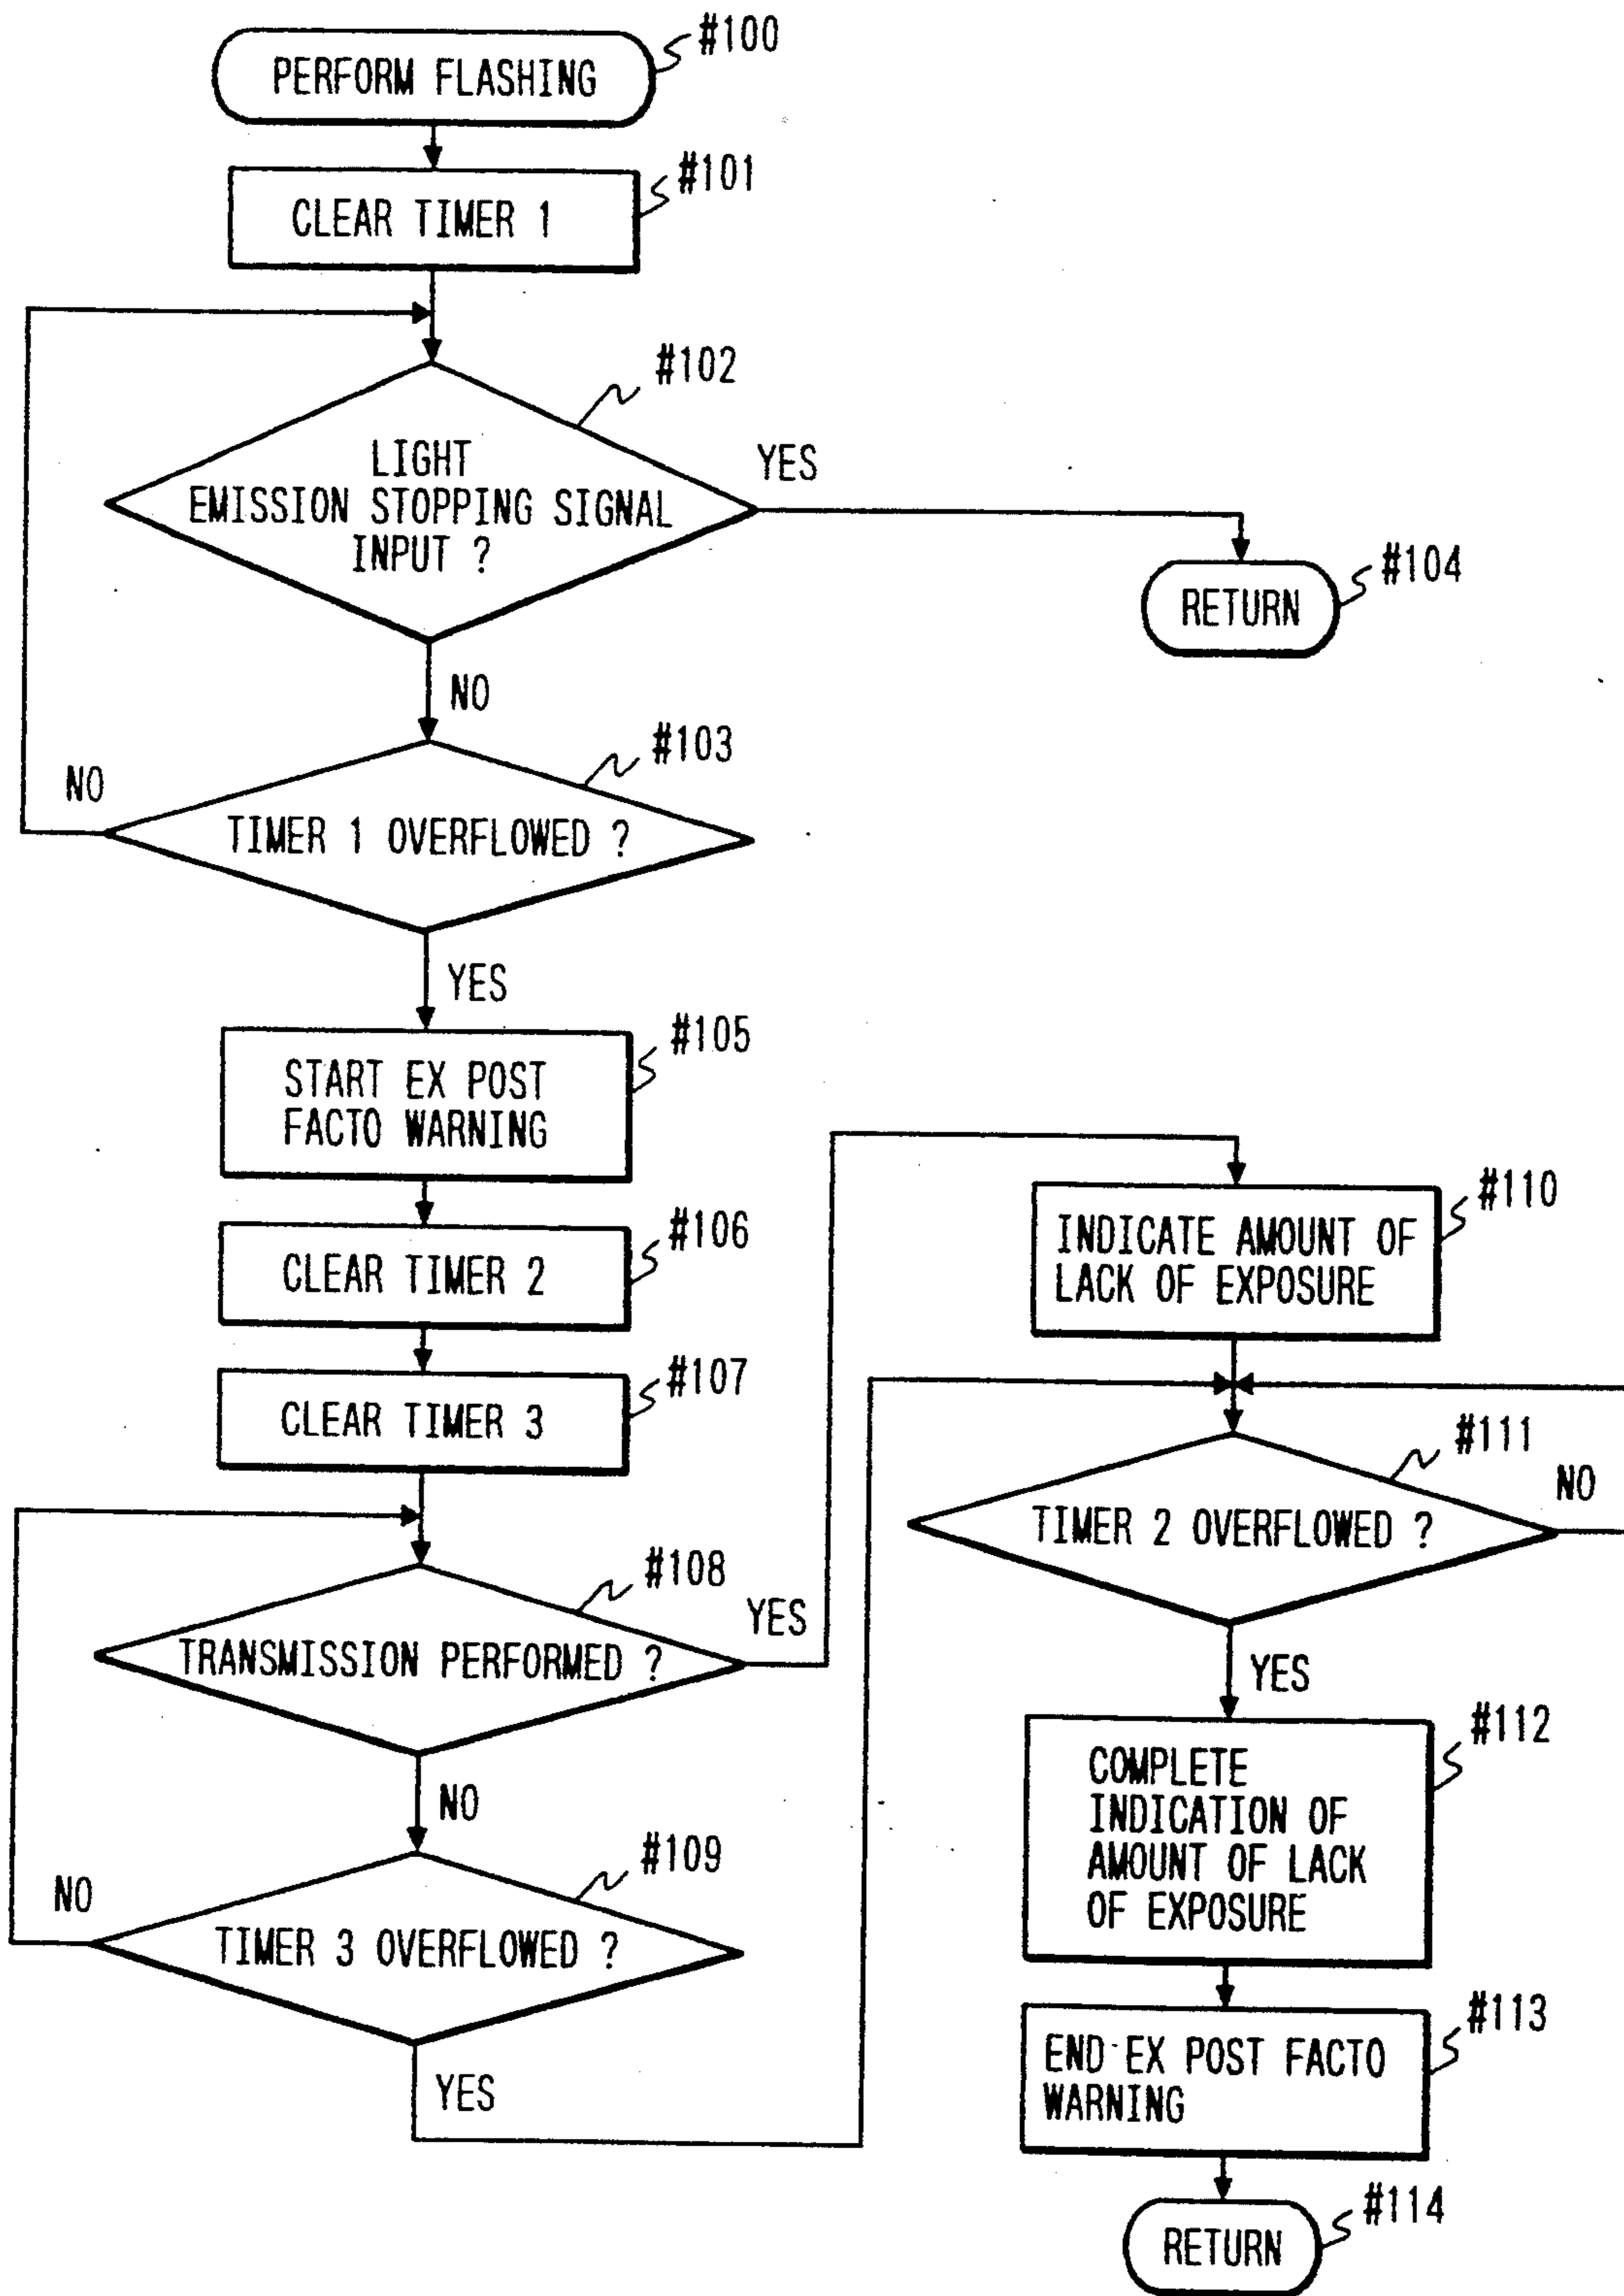 #100
PERFORM FLASHING
#101
CLEAR TIMER 1
#102
LIGHT
EMISSION STOPPING SIGNAL
INPUT ?
YES
#104
RETURN
NO
#103
NO
TIMER 1 OVERFLOWED ?
YES
#105
START EX POST
FACTO WARNING
#106
CLEAR TIMER 2
#107
CLEAR TIMER 3
#108
TRANSMISSION PERFORMED ?
YES
NO
#109
NO
TIMER 3 OVERFLOWED ?
YES
#110
INDICATE AMOUNT OF
LACK OF EXPOSURE
#111
NO
TIMER 2 OVERFLOWED ?
YES
#112
COMPLETE
INDICATION OF
AMOUNT OF LACK
OF EXPOSURE
#113
END EX POST FACTO
WARNING
#114
RETURN